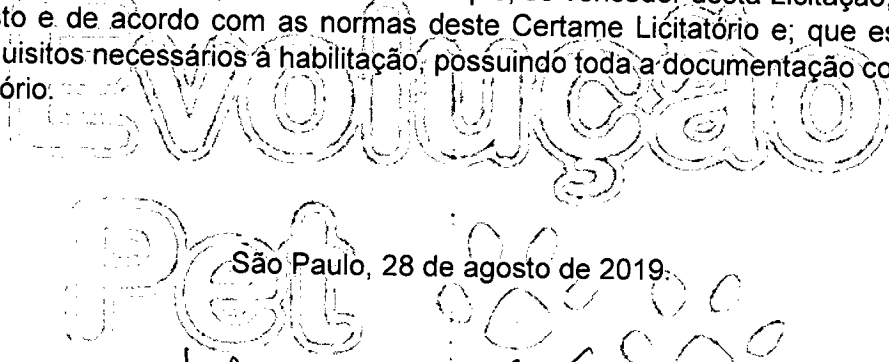 sto e de acordo com as normas deste Certame Licitatório e; que es
uisitos necessários à habilitação, possuindo toda a documentação co
ório.
Evolução
Pet
São Paulo, 28 de agosto de 2019.